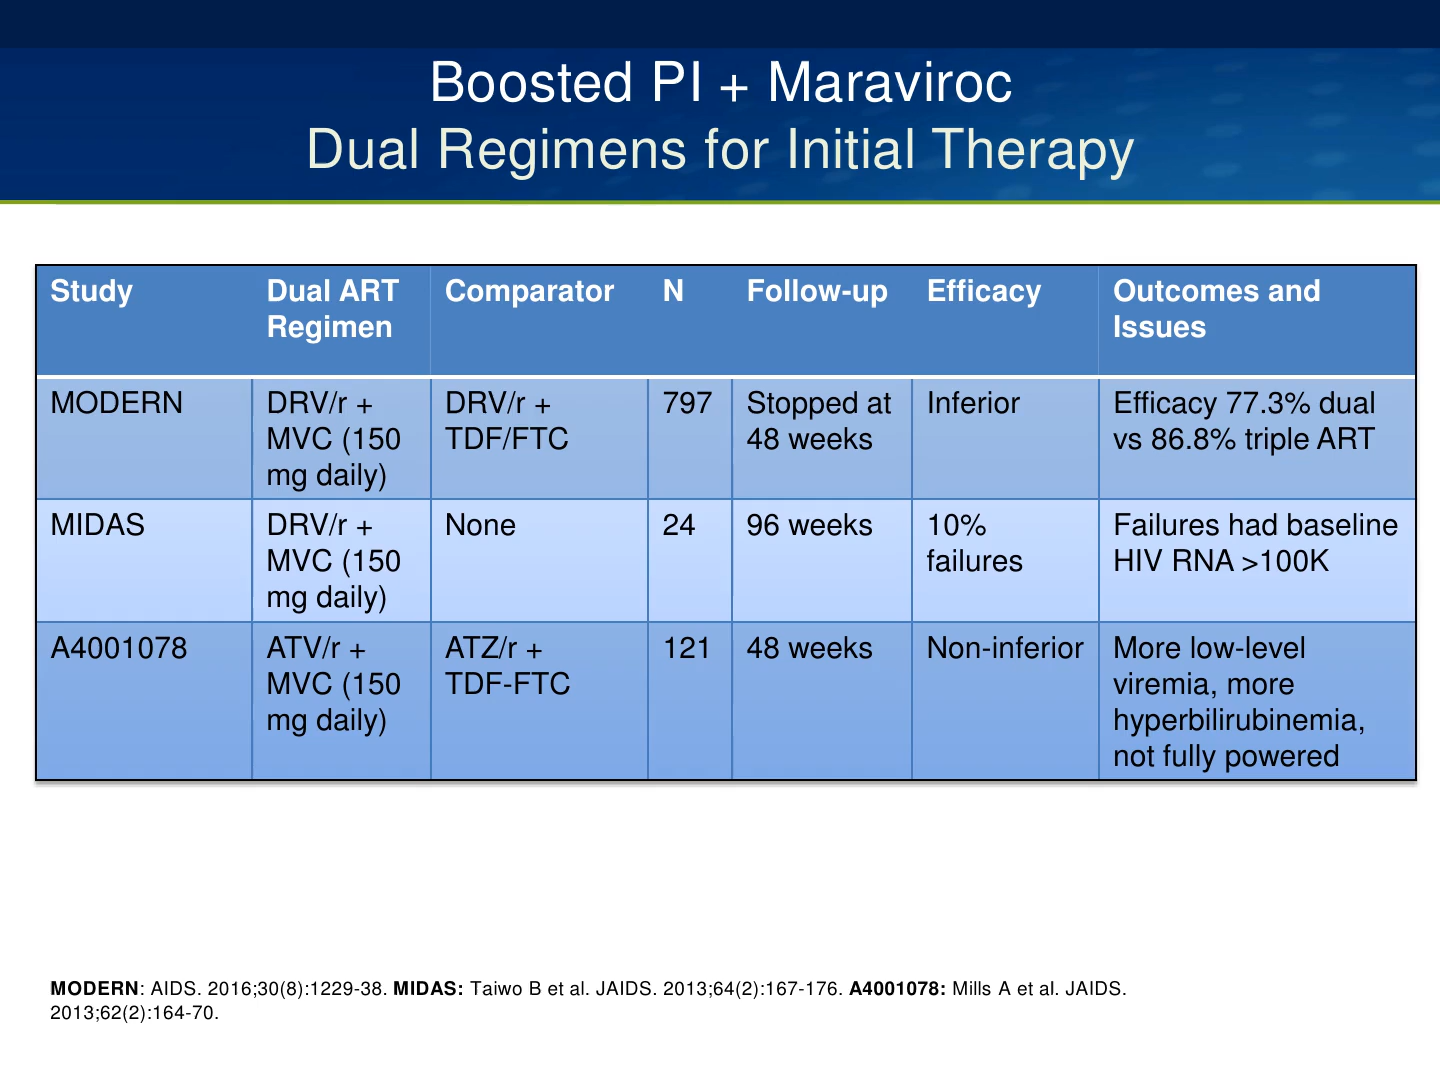 Boosted PI + Maraviroc
Dual Regimens for Initial Therapy
Study
Dual ART
Regimen
Comparator
N
Follow-up
Efficacy
Outcomes and
Issues
MODERN
DRV/r +
MVC (150
mg daily)
DRV/r +
TDF/FTC
797
Stopped at
48 weeks
Inferior
Efficacy 77.3% dual
vs 86.8% triple ART
MIDAS
DRV/r +
MVC (150
mg daily)
None
24
96 weeks
10%
failures
Failures had baseline
HIV RNA >100K
A4001078
ATV/r +
MVC (150
mg daily)
ATZ/r +
TDF-FTC
121
48 weeks
Non-inferior
More low-level
viremia, more
hyperbilirubinemia,
not fully powered
MODERN: AIDS. 2016;30(8):1229-38. MIDAS: Taiwo B et al. JAIDS. 2013;64(2):167-176. A4001078: Mills A et al. JAIDS.
2013;62(2):164-70.